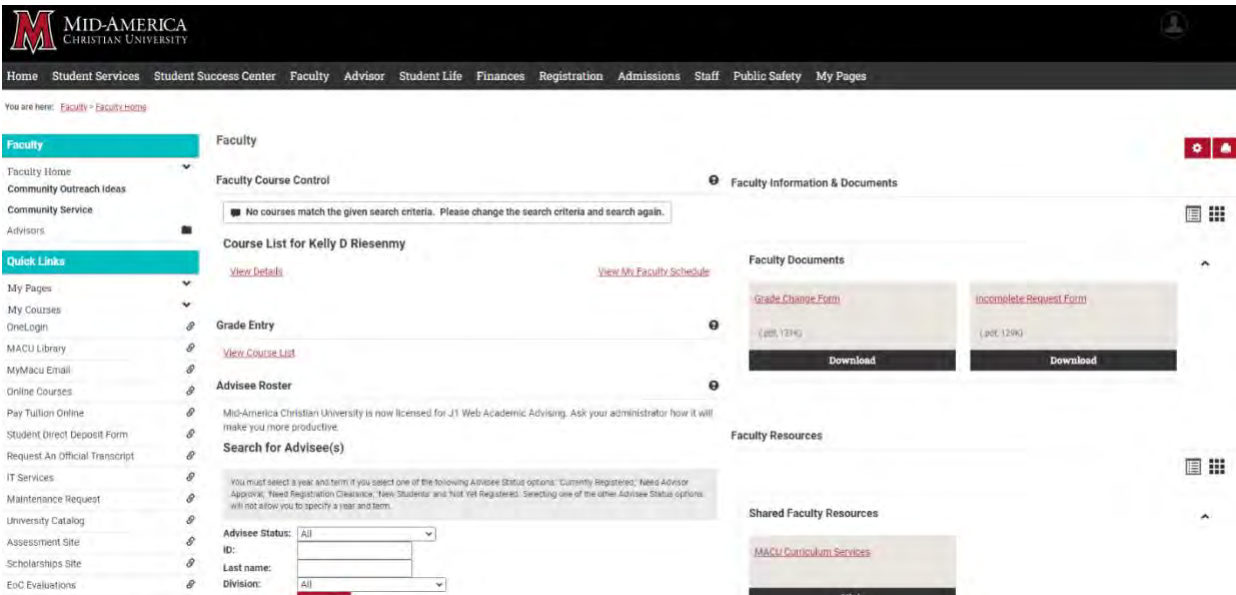 MID-AMERICA
CHRISTIAN UNIVERSITY
Home Student Services Student Success Center Faculty Advisor Student Life Finances Registration Admissions Staff Public Safety My Pages
You are here: Faculty > Faculty Home
Faculty
Faculty Home
Community Outreach Ideas
Community Service
Advisors
Quick Links
My Pages
My Courses
OneLogin
MACU Library
MyMacu Email
Online Courses
Pay Tuition Online
Student Direct Deposit Form
Request An Official Transcript
IT Services
Maintenance Request
University Catalog
Assessment Site
Scholarships Site
EoC Evaluations
Faculty
Faculty Course Control
No courses match the given search criteria. Please change the search criteria and search again.
Course List for Kelly D Riesenmy
View Details View My Faculty Schedule
Grade Entry
View Course List
Advisee Roster
Mid-America Christian University is now licensed for J1 Web Academic Advising. Ask your administrator how it will
make you more productive.
Search for Advisee(s)
You must select a year and term if you select one of the following Advisee Status options: 'Currently Registered,' 'Need Advisor
Approval,' 'Need Registration Clearance,' 'New Students' and 'Not Yet Registered.' Selecting one of the other Advisee Status options
will not allow you to specify a year and term.
Advisee Status: All
ID:
Last name:
Division: All
Faculty Information & Documents
Faculty Documents
Grade Change Form Incomplete Request Form
(.pdf, 131K) (.pdf, 129K)
Download Download
Faculty Resources
Shared Faculty Resources
MACU Curriculum Services